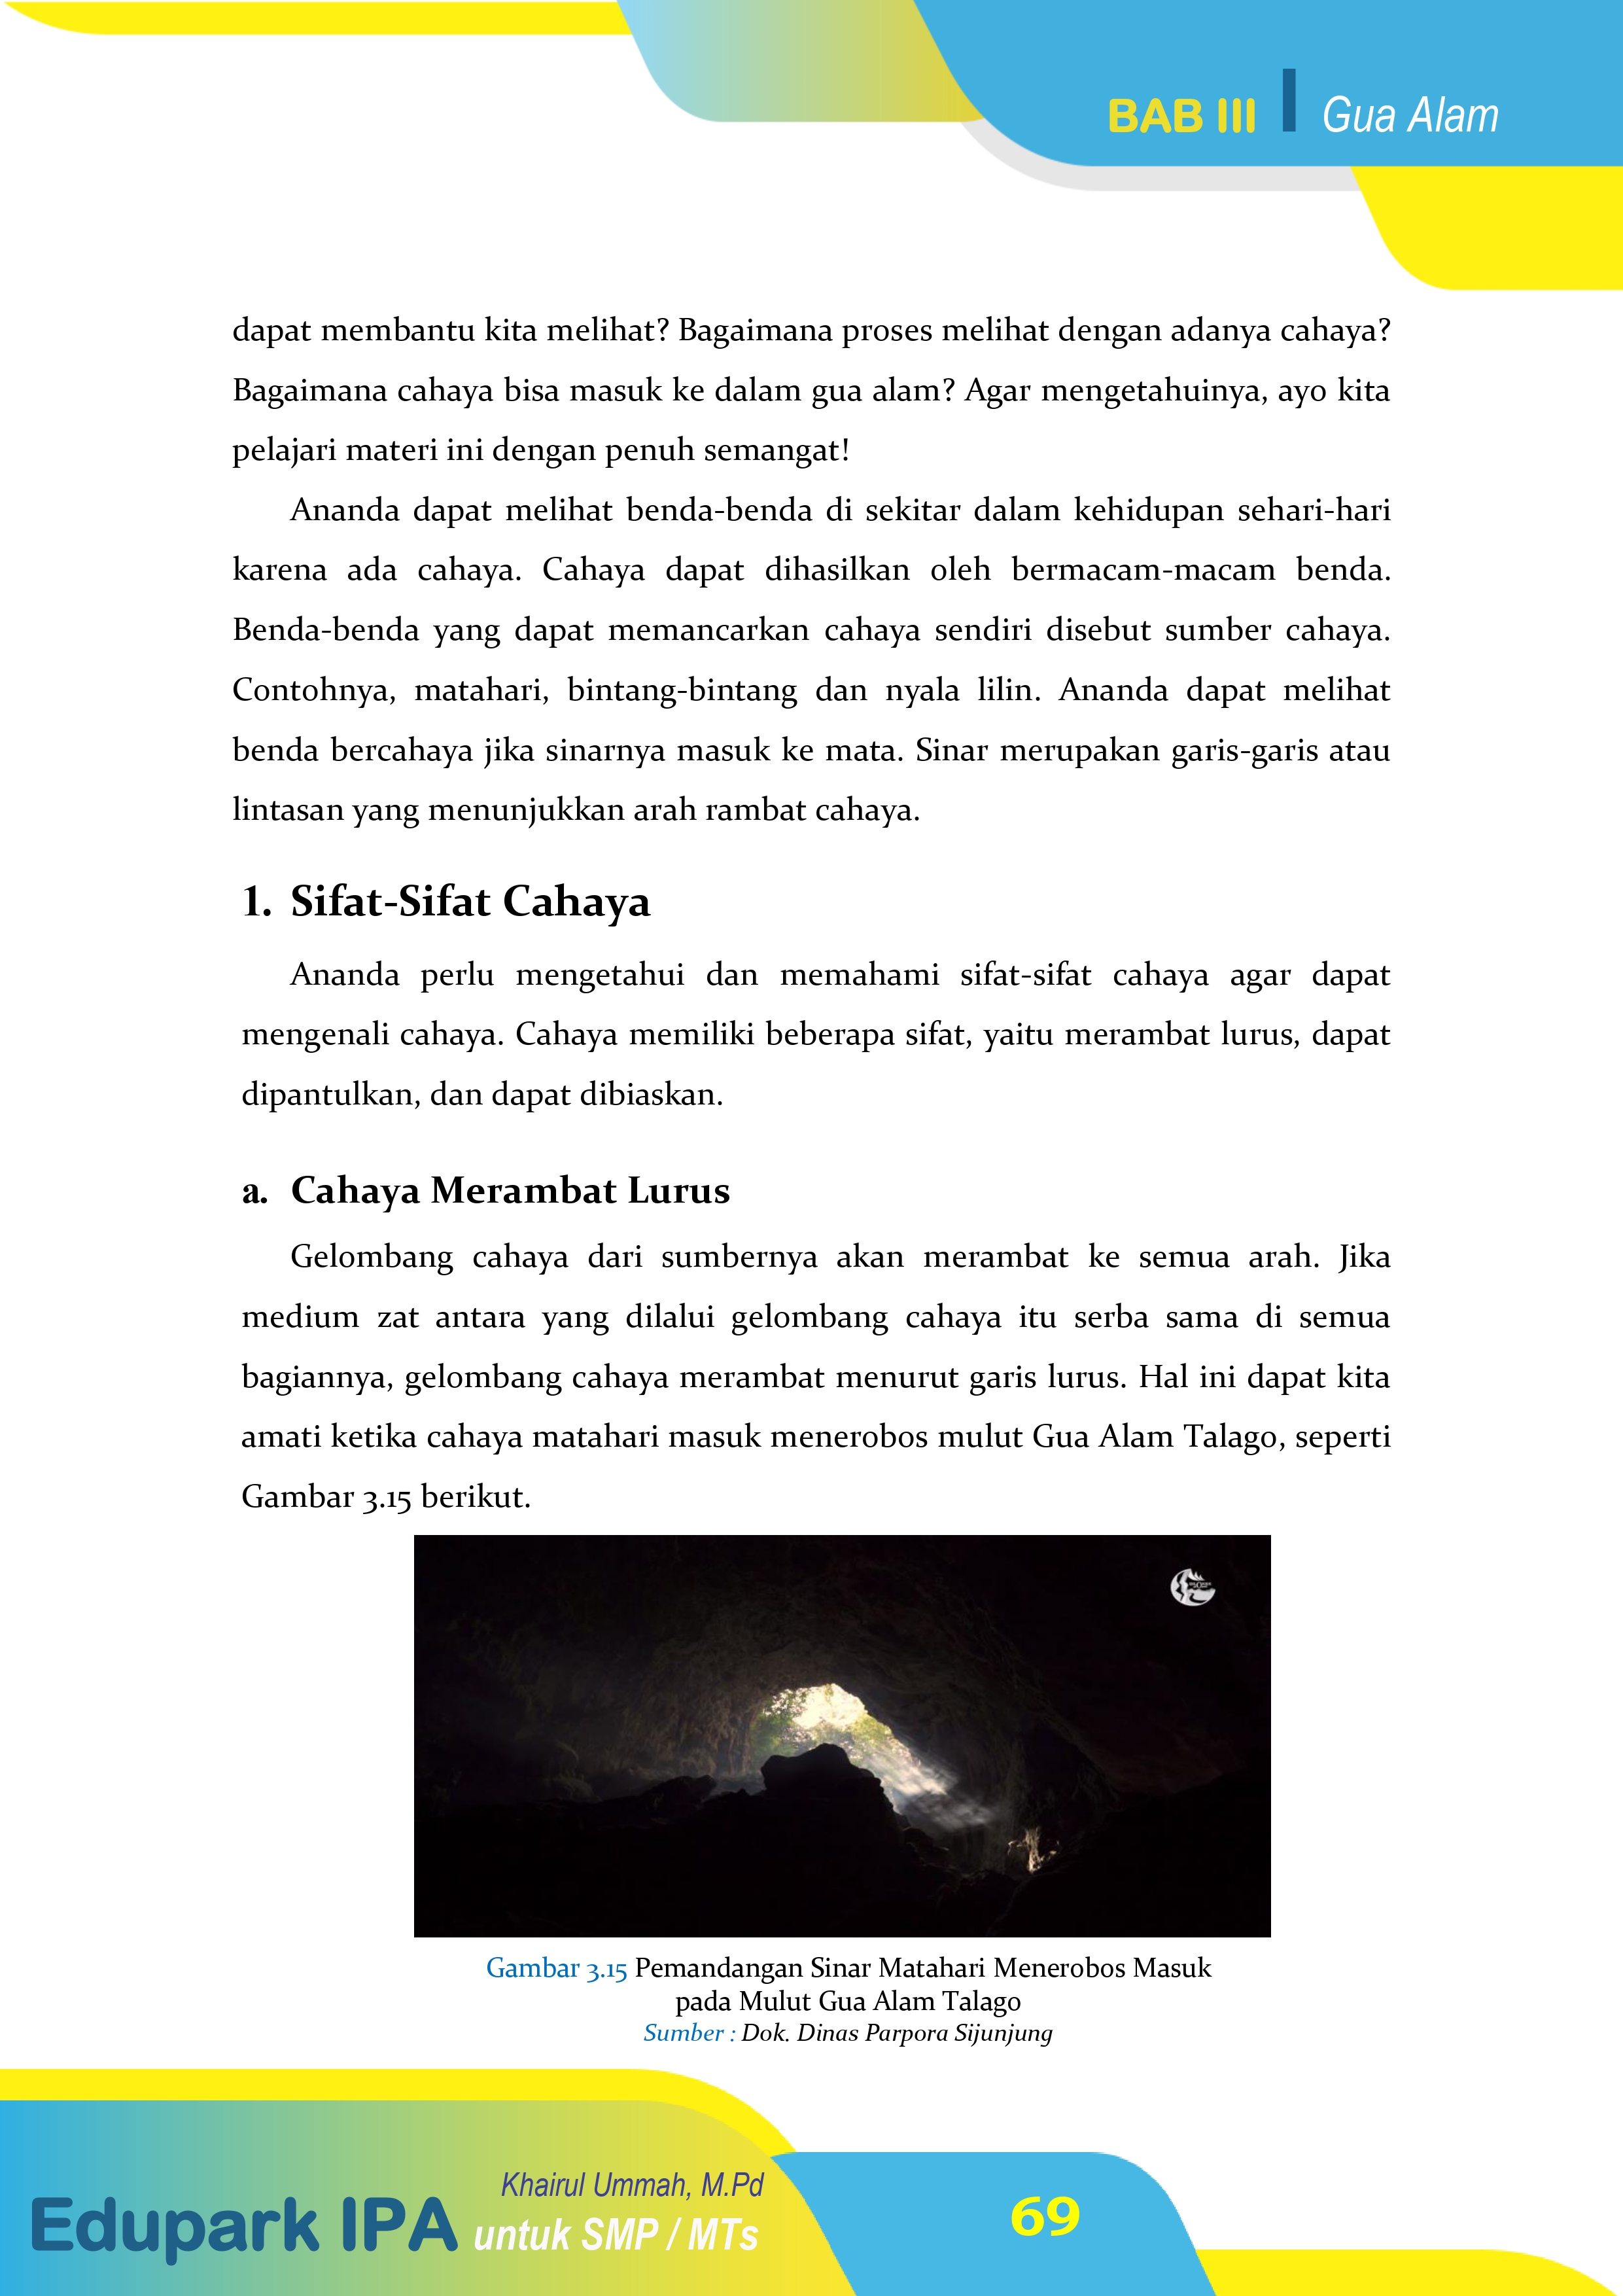 BAB III Gua Alam
dapat membantu kita melihat? Bagaimana proses melihat dengan adanya cahaya?
Bagaimana cahaya bisa masuk ke dalam gua alam? Agar mengetahuinya, ayo kita
pelajari materi ini dengan penuh semangat!
Ananda dapat melihat benda-benda di sekitar dalam kehidupan sehari-hari
karena ada cahaya. Cahaya dapat dihasilkan oleh bermacam-macam benda.
Benda-benda yang dapat memancarkan cahaya sendiri disebut sumber cahaya.
Contohnya, matahari, bintang-bintang dan nyala lilin. Ananda dapat melihat
benda bercahaya jika sinarnya masuk ke mata. Sinar merupakan garis-garis atau
lintasan yang menunjukkan arah rambat cahaya.
1. Sifat-Sifat Cahaya
Ananda perlu mengetahui dan memahami sifat-sifat cahaya agar dapat
mengenali cahaya. Cahaya memiliki beberapa sifat, yaitu merambat lurus, dapat
dipantulkan, dan dapat dibiaskan.
a. Cahaya Merambat Lurus
Gelombang cahaya dari sumbernya akan merambat ke semua arah. Jika
medium zat antara yang dilalui gelombang cahaya itu serba sama di semua
bagiannya, gelombang cahaya merambat menurut garis lurus. Hal ini dapat kita
amati ketika cahaya matahari masuk menerobos mulut Gua Alam Talago, seperti
Gambar 3.15 berikut.
Gambar 3.15 Pemandangan Sinar Matahari Menerobos Masuk
pada Mulut Gua Alam Talago
Sumber : Dok. Dinas Parpora Sijunjung
Khairul Ummah, M.Pd
Edupark IPA untuk SMP / MTs
69